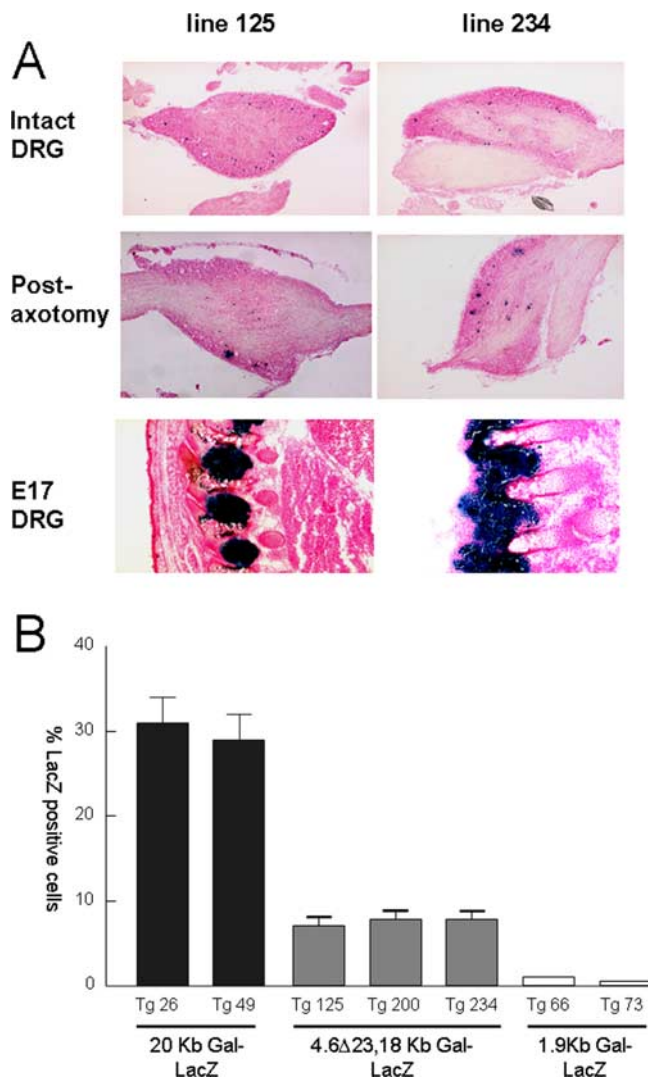 line 125 line 234
A
Intact
DRG
Post-
axotomy
E17
DRG
B
% LacZ positive cells
40
30
20
10
0
Tg 26 Tg 49 Tg 125 Tg 200 Tg 234 Tg 66 Tg 73
20 Kb Gal-
LacZ
4.6Δ23,18 Kb Gal-
LacZ
1.9Kb Gal-
LacZ